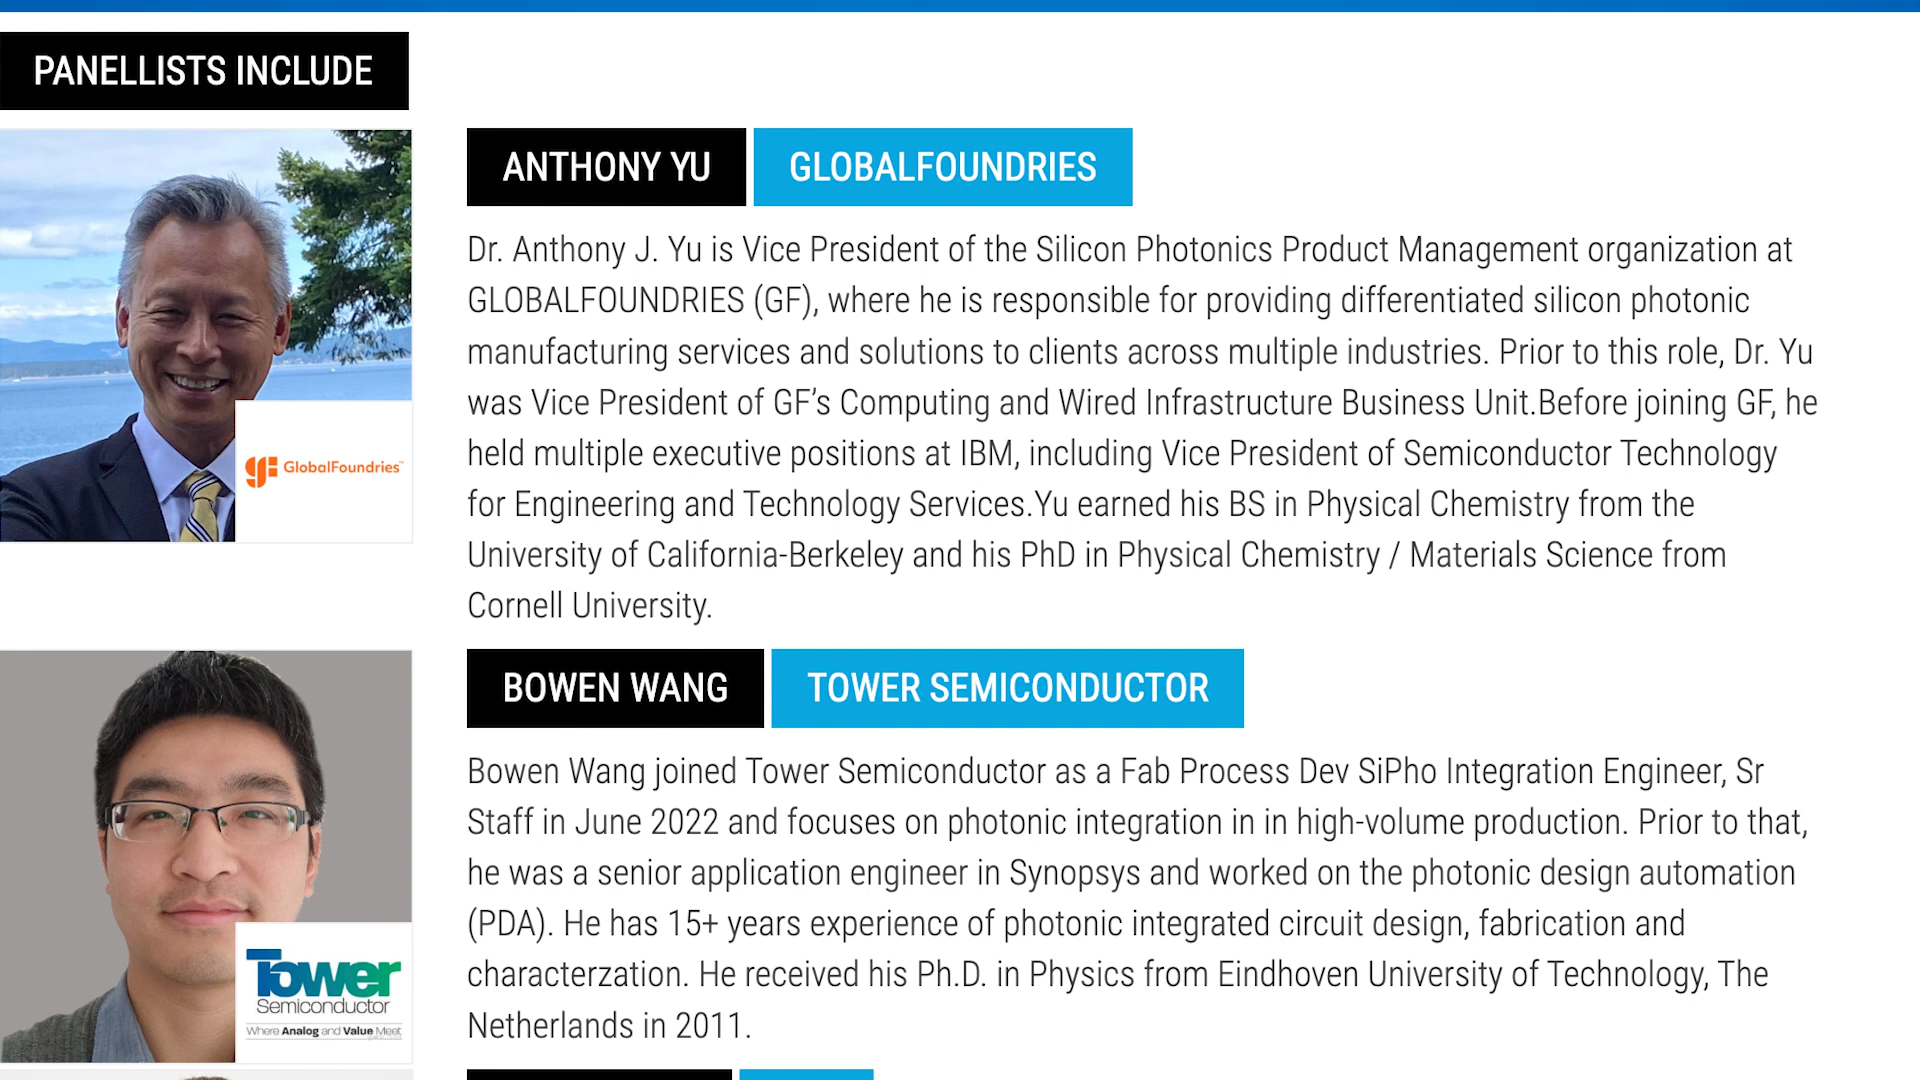 PANELLISTS INCLUDE
ANTHONY YU
GLOBALFOUNDRIES
Dr. Anthony J. Yu is Vice President of the Silicon Photonics Product Management organization at
GLOBALFOUNDRIES (GF), where he is responsible for providing differentiated silicon photonic
manufacturing services and solutions to clients across multiple industries. Prior to this role, Dr. Yu
was Vice President of GF’s Computing and Wired Infrastructure Business Unit.Before joining GF, he
held multiple executive positions at IBM, including Vice President of Semiconductor Technology
for Engineering and Technology Services.Yu earned his BS in Physical Chemistry from the
University of California-Berkeley and his PhD in Physical Chemistry / Materials Science from
Cornell University.
GF GlobalFoundries™
BOWEN WANG
TOWER SEMICONDUCTOR
Bowen Wang joined Tower Semiconductor as a Fab Process Dev SiPho Integration Engineer, Sr
Staff in June 2022 and focuses on photonic integration in in high-volume production. Prior to that,
he was a senior application engineer in Synopsys and worked on the photonic design automation
(PDA). He has 15+ years experience of photonic integrated circuit design, fabrication and
characterzation. He received his Ph.D. in Physics from Eindhoven University of Technology, The
Netherlands in 2011.
Tower
Semiconductor
Where Analog and Value Meet